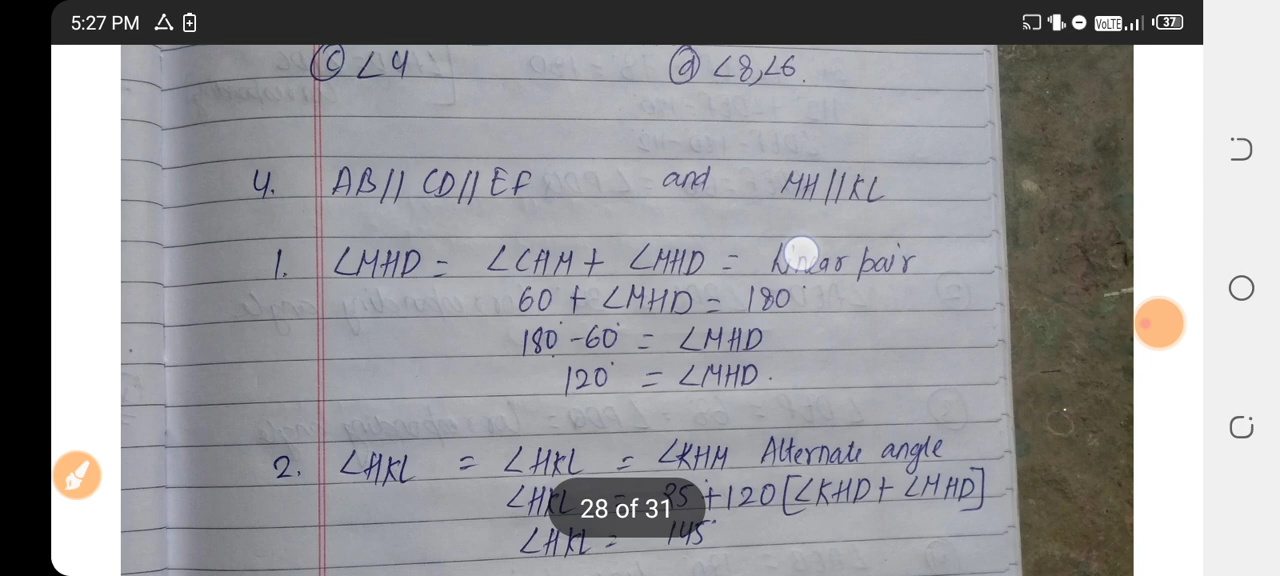 5:27 PM VoLTE 37
ⓒ ∠4 ⓓ ∠8,∠6.
4. AB// CD// EF and MH//KL
1. ∠MHD = ∠CHM + ∠MHD = Linear pair
60 + ∠MHD = 180°
180° -60° = ∠MHD
120° = ∠MHD.
2. ∠HKL = ∠HKL = ∠KHM Alternate angle
∠HKL = +120 [∠KHD + ∠MHD]
28 of 31
∠HKL = 145°